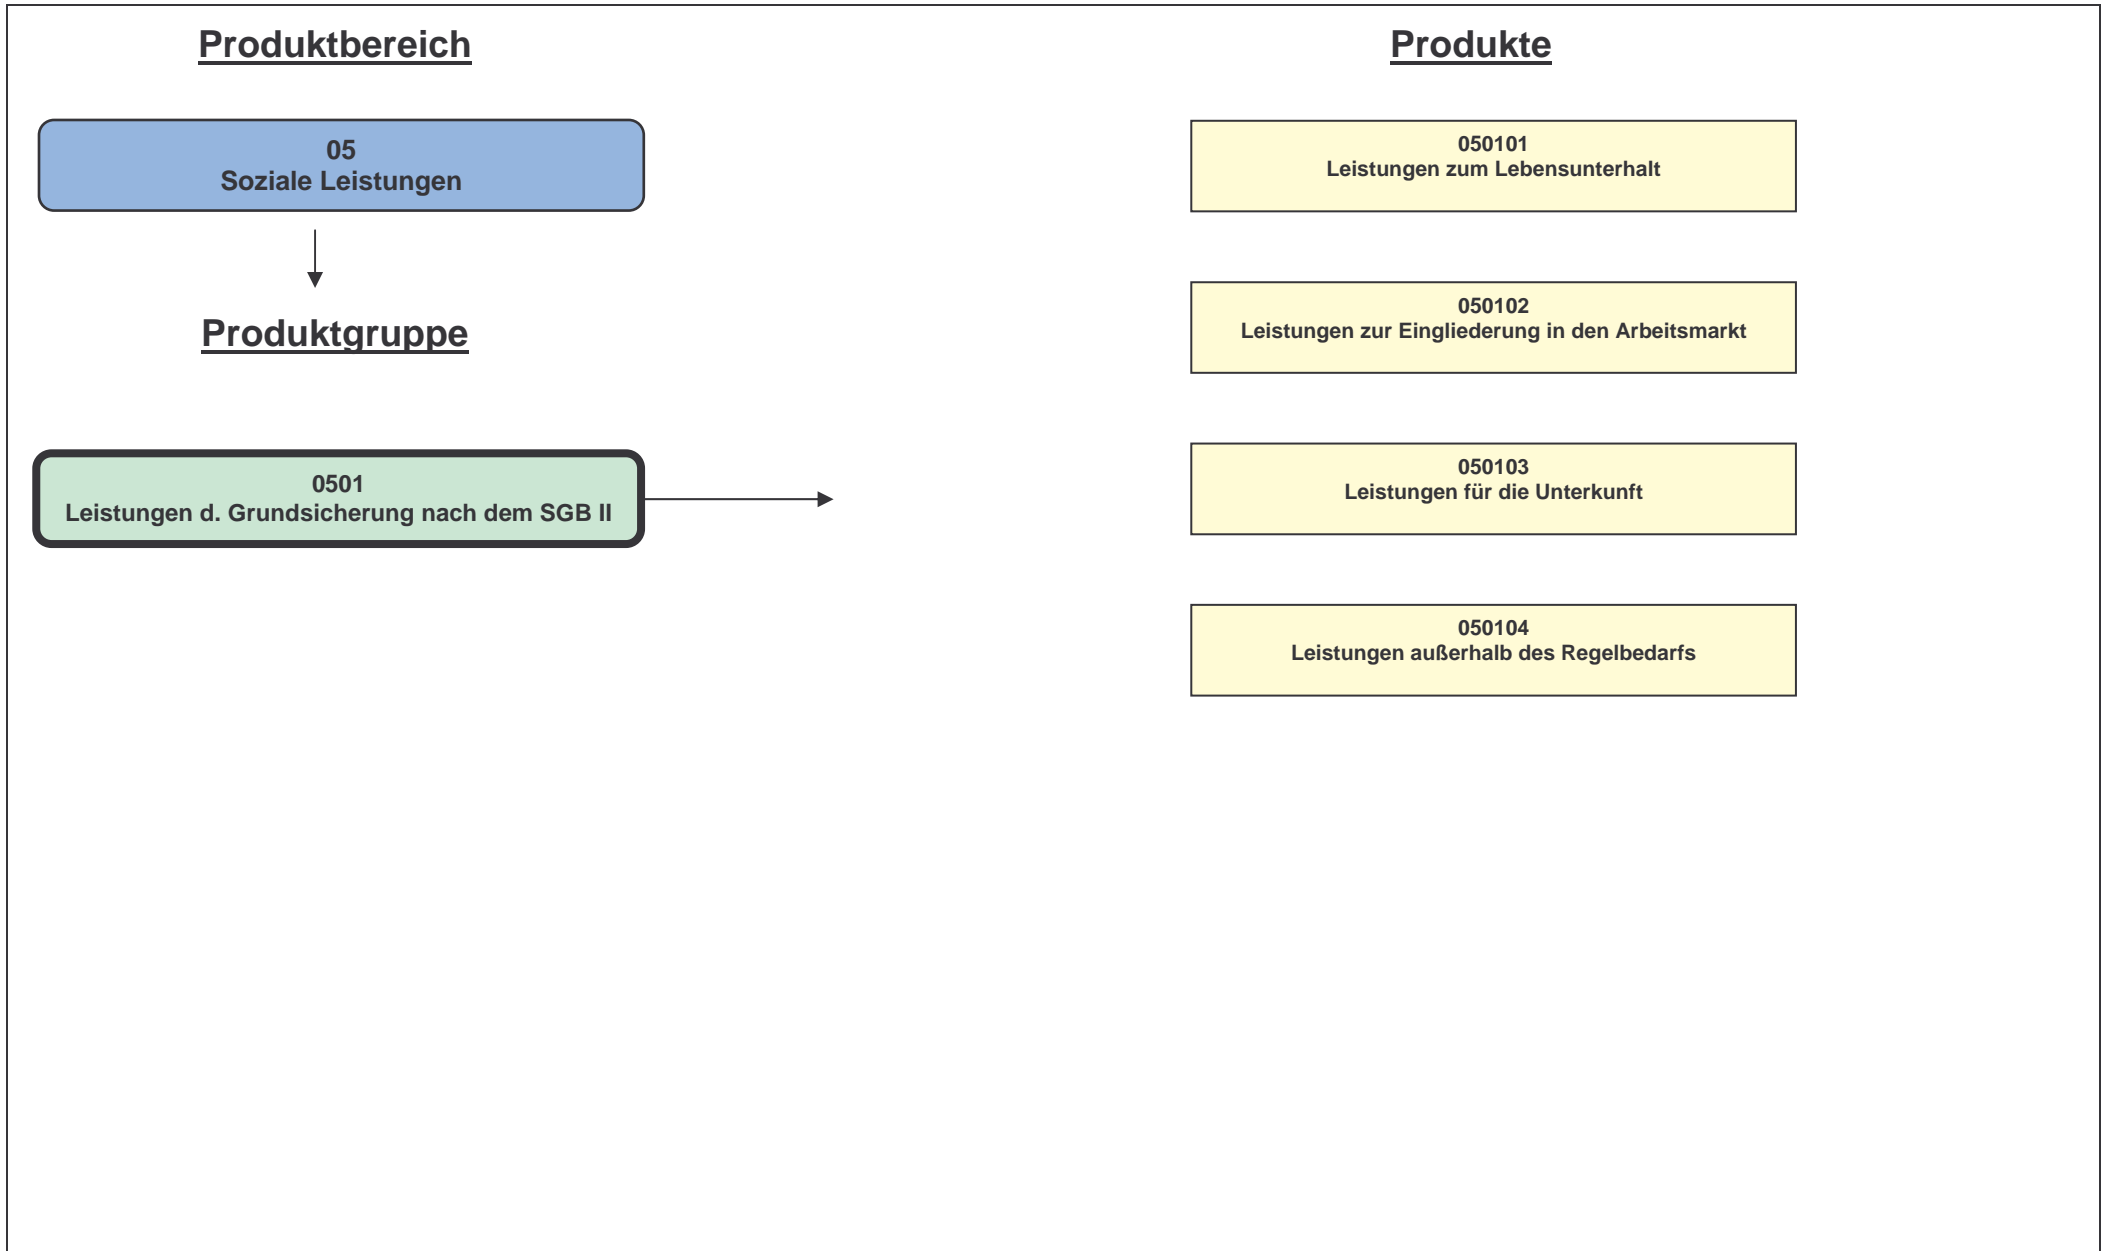 Produktbereich
05
Soziale Leistungen
Produktgruppe
0501
Leistungen d. Grundsicherung nach dem SGB II
Produkte
050101
Leistungen zum Lebensunterhalt
050102
Leistungen zur Eingliederung in den Arbeitsmarkt
050103
Leistungen für die Unterkunft
050104
Leistungen außerhalb des Regelbedarfs